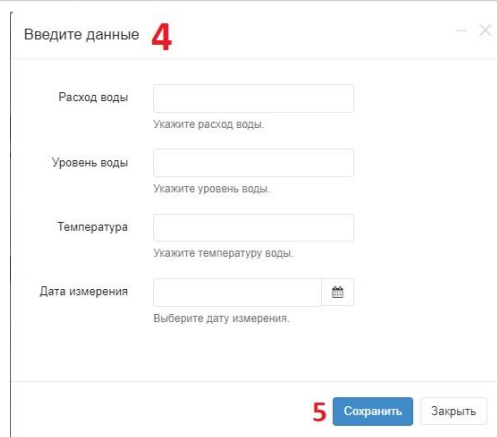 Введите данные 4
Расход воды
Укажите расход воды.
Уровень воды
Укажите уровень воды.
Температура
Укажите температуру воды.
Дата измерения
Выберите дату измерения.
5 Сохранить Закрыть